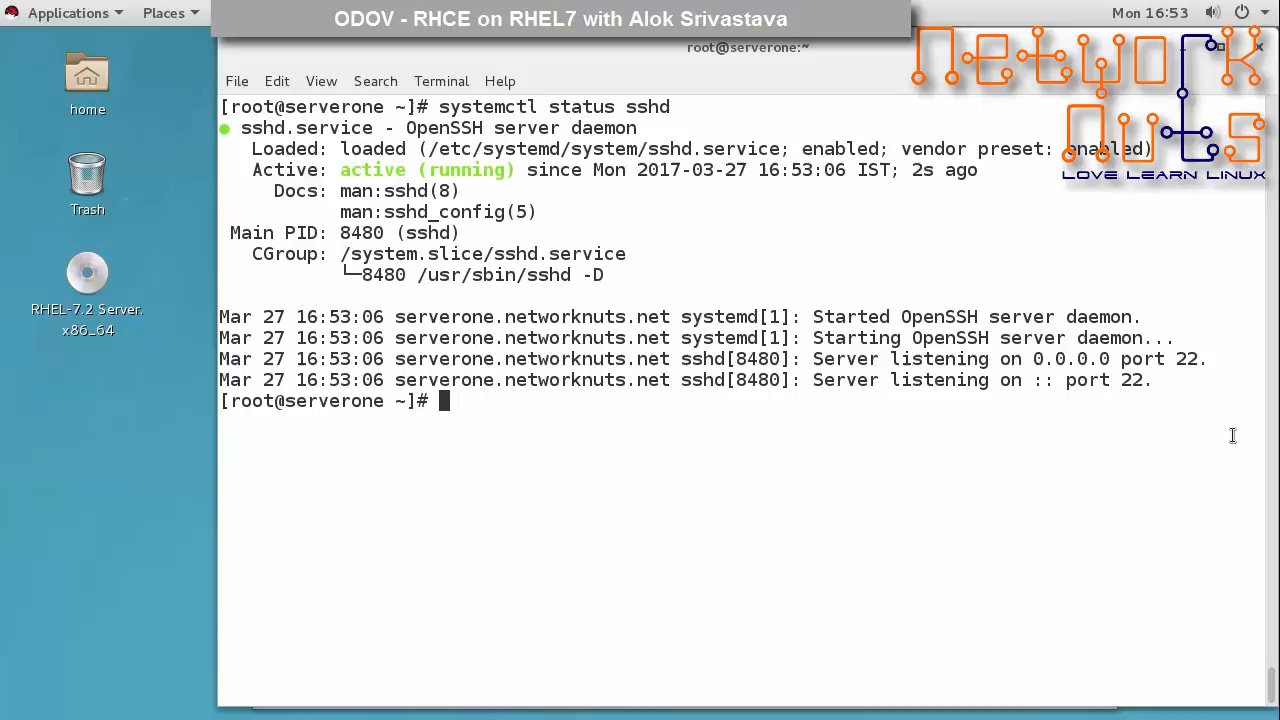 Applications Places ODOV - RHCE on RHEL7 with Alok Srivastava Mon 16:53
root@serverone:~
Network
nuts
LOVE LEARN LINUX
File Edit View Search Terminal Help
home
Trash
RHEL-7.2 Server.
x86_64
[root@serverone ~]# systemctl status sshd
● sshd.service - OpenSSH server daemon
Loaded: loaded (/etc/systemd/system/sshd.service; enabled; vendor preset: enabled)
Active: active (running) since Mon 2017-03-27 16:53:06 IST; 2s ago
Docs: man:sshd(8)
man:sshd_config(5)
Main PID: 8480 (sshd)
CGroup: /system.slice/sshd.service
└─8480 /usr/sbin/sshd -D
Mar 27 16:53:06 serverone.networknuts.net systemd[1]: Started OpenSSH server daemon.
Mar 27 16:53:06 serverone.networknuts.net systemd[1]: Starting OpenSSH server daemon...
Mar 27 16:53:06 serverone.networknuts.net sshd[8480]: Server listening on 0.0.0.0 port 22.
Mar 27 16:53:06 serverone.networknuts.net sshd[8480]: Server listening on :: port 22.
[root@serverone ~]#